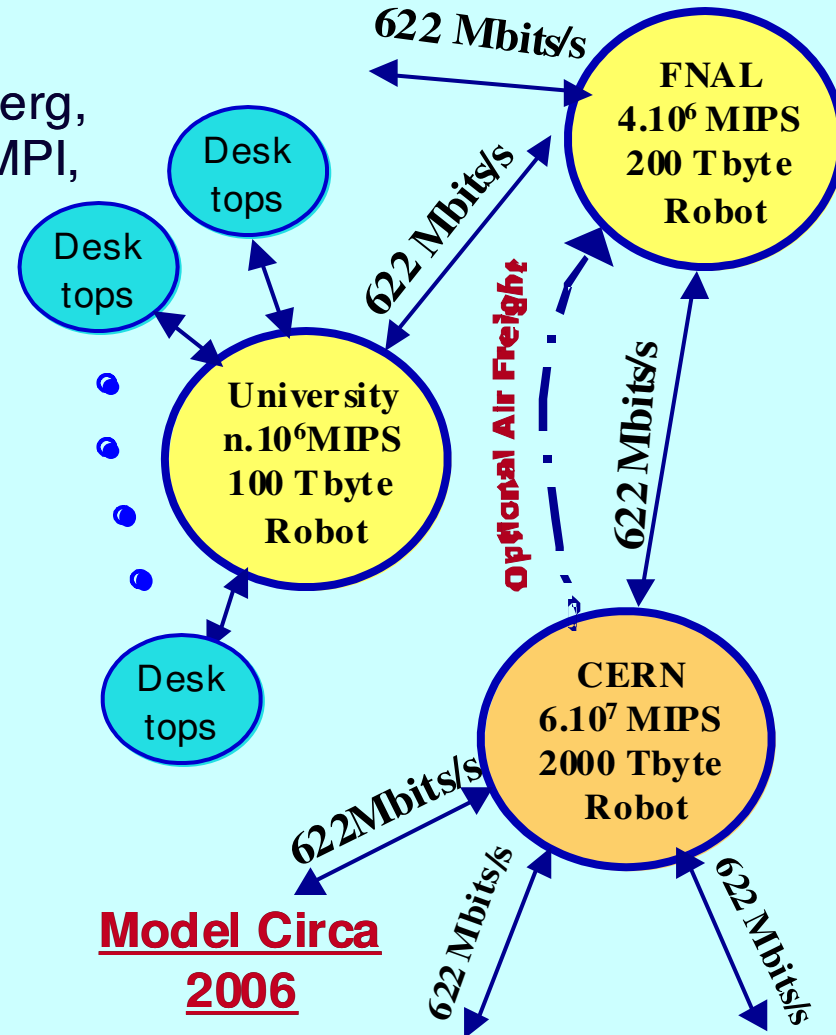 622 Mbits/s
FNAL
4.10⁶ MIPS
200 Tbyte
Robot
erg,
MPI,
Desk
tops
Desk
tops
622 Mbits/s
University
n.10⁶MIPS
100 Tbyte
Robot
Optional Air Freight
622 Mbits/s
Desk
tops
CERN
6.10⁷ MIPS
2000 Tbyte
Robot
622Mbits/s
622 Mbits/s
622 Mbits/s
Model Circa
2006